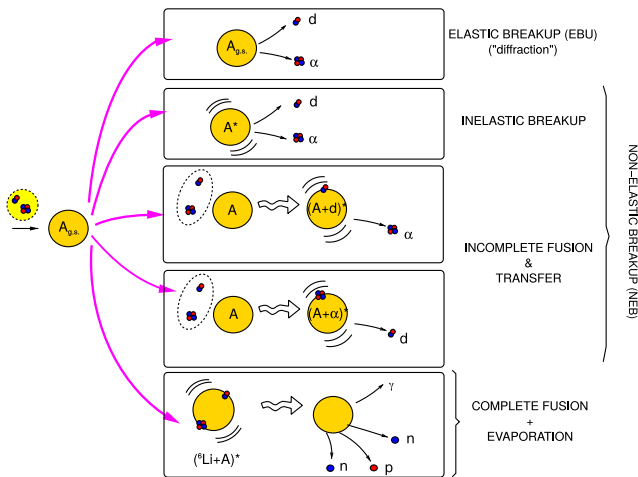 d
A g.s.
α
ELASTIC BREAKUP (EBU)
("diffraction")
A*
d
α
INELASTIC BREAKUP
A g.s.
A
(A+d)*
α
INCOMPLETE FUSION
&
TRANSFER
A
(A+α)*
d
NON-ELASTIC BREAKUP (NEB)
(⁶Li+A)*
γ
n
n
p
COMPLETE FUSION
+
EVAPORATION